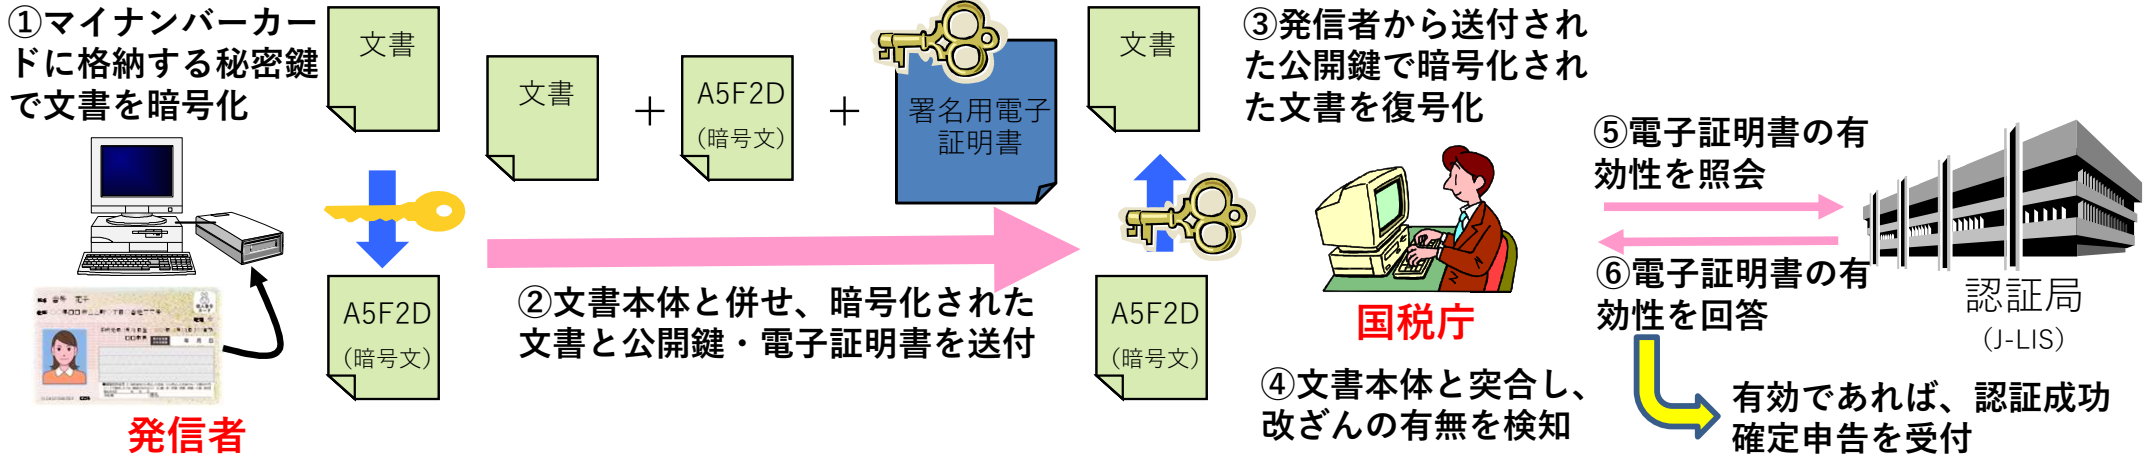 ①マイナンバーカー
ドに格納する秘密鍵
で文書を暗号化
文書
A5F2D
（暗号文）
発信者
文書
＋
A5F2D
（暗号文）
＋
署名用電子
証明書
②文書本体と併せ、暗号化された
文書と公開鍵・電子証明書を送付
文書
A5F2D
（暗号文）
③発信者から送付され
た公開鍵で暗号化され
た文書を復号化
国税庁
④文書本体と突合し、
改ざんの有無を検知
⑤電子証明書の有
効性を照会
⑥電子証明書の有
効性を回答
認証局
（J-LIS）
有効であれば、認証成功
確定申告を受付